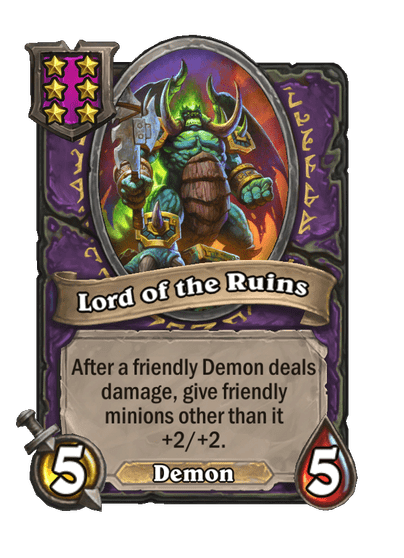 Lord of the Ruins
After a friendly Demon deals
damage, give friendly
minions other than it
+2/+2.
5
Demon
5